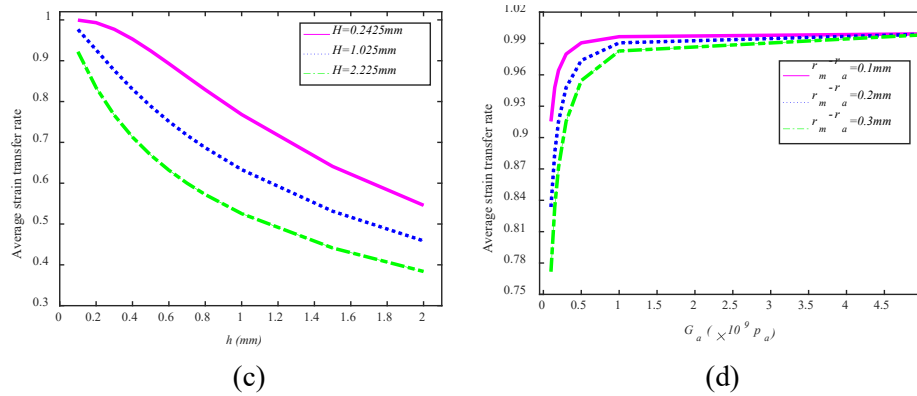 1
0.9
0.8
0.7
0.6
0.5
0.4
0.3
Average strain transfer rate
0 0.2 0.4 0.6 0.8 1.0 1.2 1.4 1.6 1.8 2
h (mm)
H=0.2425mm
H=1.025mm
H=2.225mm
(c)
1.02
0.99
0.96
0.93
0.9
0.87
0.84
0.81
0.78
0.75
Average strain transfer rate
0 0.5 1 1.5 2 2.5 3 3.5 4 4.5
G a ( ×10 9 p a )
r m - r a =0.1mm
r m - r a =0.2mm
r m - r a =0.3mm
(d)